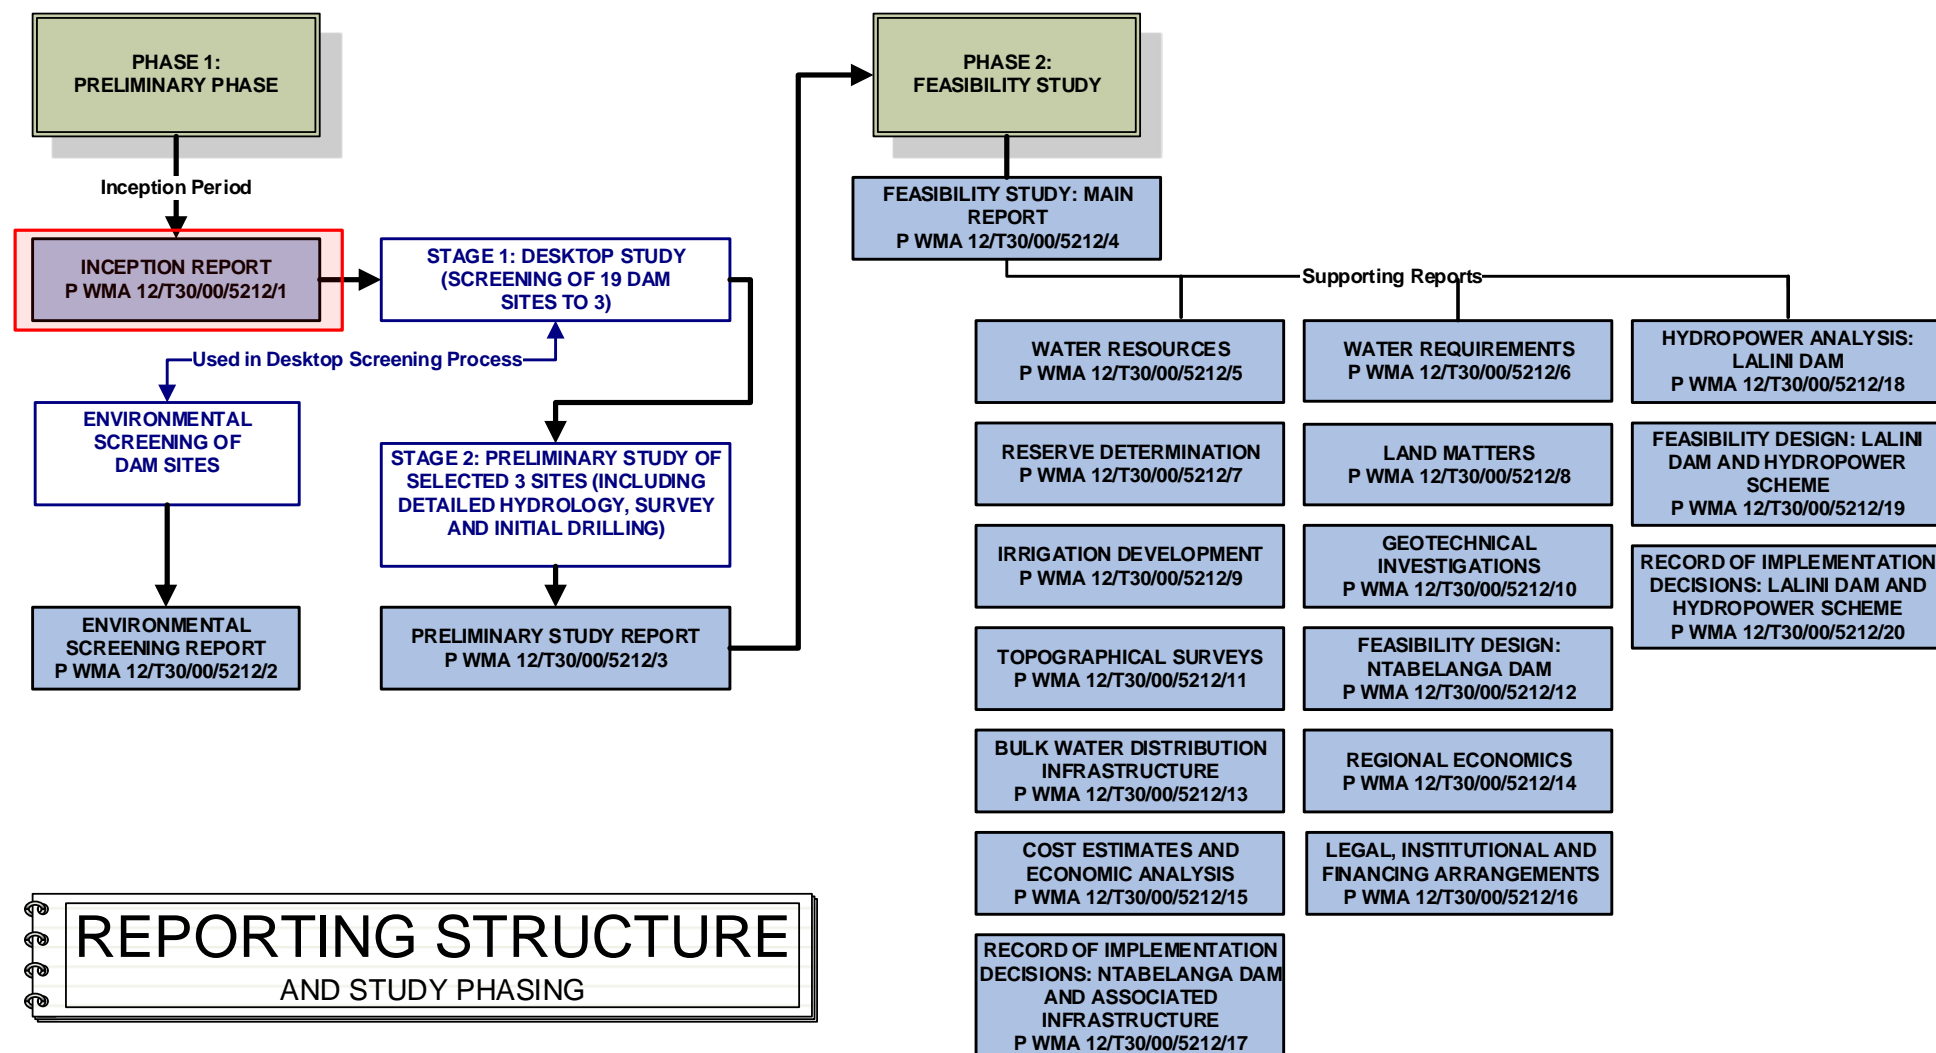 PHASE 1:
PRELIMINARY PHASE
Inception Period
INCEPTION REPORT
P WMA 12/T30/00/5212/1
STAGE 1: DESKTOP STUDY
(SCREENING OF 19 DAM
SITES TO 3)
Used in Desktop Screening Process
ENVIRONMENTAL
SCREENING OF
DAM SITES
STAGE 2: PRELIMINARY STUDY OF
SELECTED 3 SITES (INCLUDING
DETAILED HYDROLOGY, SURVEY
AND INITIAL DRILLING)
ENVIRONMENTAL
SCREENING REPORT
P WMA 12/T30/00/5212/2
PRELIMINARY STUDY REPORT
P WMA 12/T30/00/5212/3
PHASE 2:
FEASIBILITY STUDY
FEASIBILITY STUDY: MAIN
REPORT
P WMA 12/T30/00/5212/4
Supporting Reports
WATER RESOURCES
P WMA 12/T30/00/5212/5
WATER REQUIREMENTS
P WMA 12/T30/00/5212/6
HYDROPOWER ANALYSIS:
LALINI DAM
P WMA 12/T30/00/5212/18
RESERVE DETERMINATION
P WMA 12/T30/00/5212/7
LAND MATTERS
P WMA 12/T30/00/5212/8
FEASIBILITY DESIGN: LALINI
DAM AND HYDROPOWER
SCHEME
P WMA 12/T30/00/5212/19
IRRIGATION DEVELOPMENT
P WMA 12/T30/00/5212/9
GEOTECHNICAL
INVESTIGATIONS
P WMA 12/T30/00/5212/10
RECORD OF IMPLEMENTATION
DECISIONS: LALINI DAM AND
HYDROPOWER SCHEME
P WMA 12/T30/00/5212/20
TOPOGRAPHICAL SURVEYS
P WMA 12/T30/00/5212/11
FEASIBILITY DESIGN:
NTABELANGA DAM
P WMA 12/T30/00/5212/12
BULK WATER DISTRIBUTION
INFRASTRUCTURE
P WMA 12/T30/00/5212/13
REGIONAL ECONOMICS
P WMA 12/T30/00/5212/14
COST ESTIMATES AND
ECONOMIC ANALYSIS
P WMA 12/T30/00/5212/15
LEGAL, INSTITUTIONAL AND
FINANCING ARRANGEMENTS
P WMA 12/T30/00/5212/16
RECORD OF IMPLEMENTATION
DECISIONS: NTABELANGA DAM
AND ASSOCIATED
INFRASTRUCTURE
P WMA 12/T30/00/5212/17
REPORTING STRUCTURE
AND STUDY PHASING